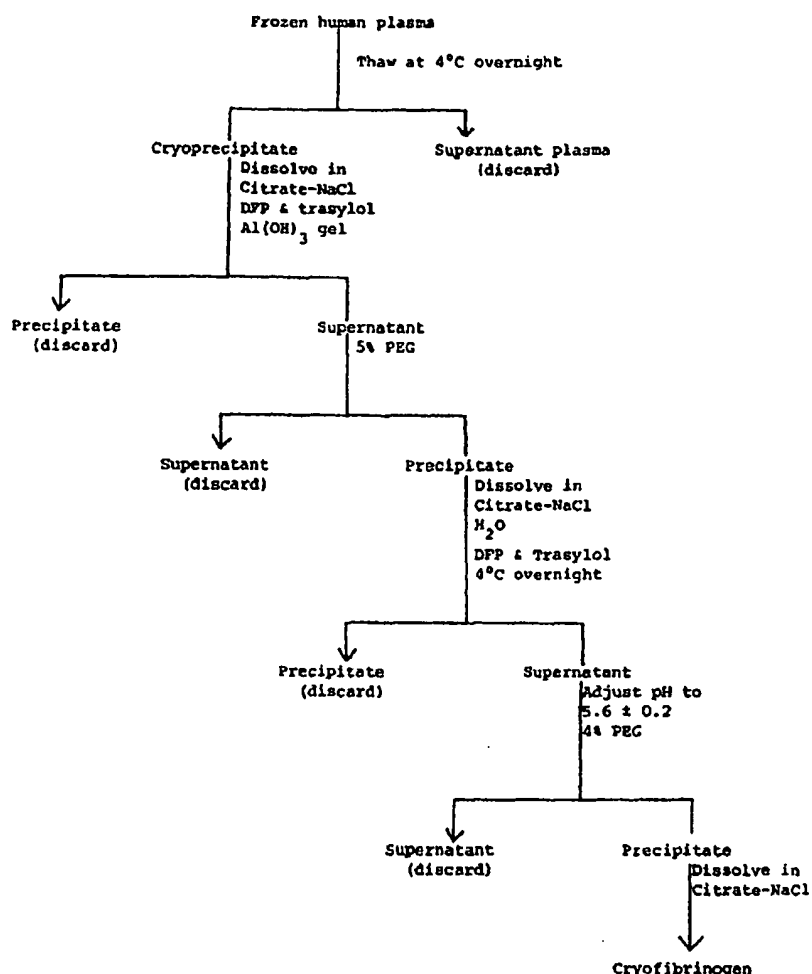 Frozen human plasma
Thaw at 4°C overnight
Cryoprecipitate
Dissolve in
Citrate-NaCl
DFP & trasylol
Al(OH)3 gel
Supernatant plasma
(discard)
Precipitate
(discard)
Supernatant
5% PEG
Supernatant
(discard)
Precipitate
Dissolve in
Citrate-NaCl
H2O
DFP & Trasylol
4°C overnight
Precipitate
(discard)
Supernatant
Adjust pH to
5.6 ± 0.2
4% PEG
Supernatant
(discard)
Precipitate
Dissolve in
Citrate-NaCl
Cryofibrinogen